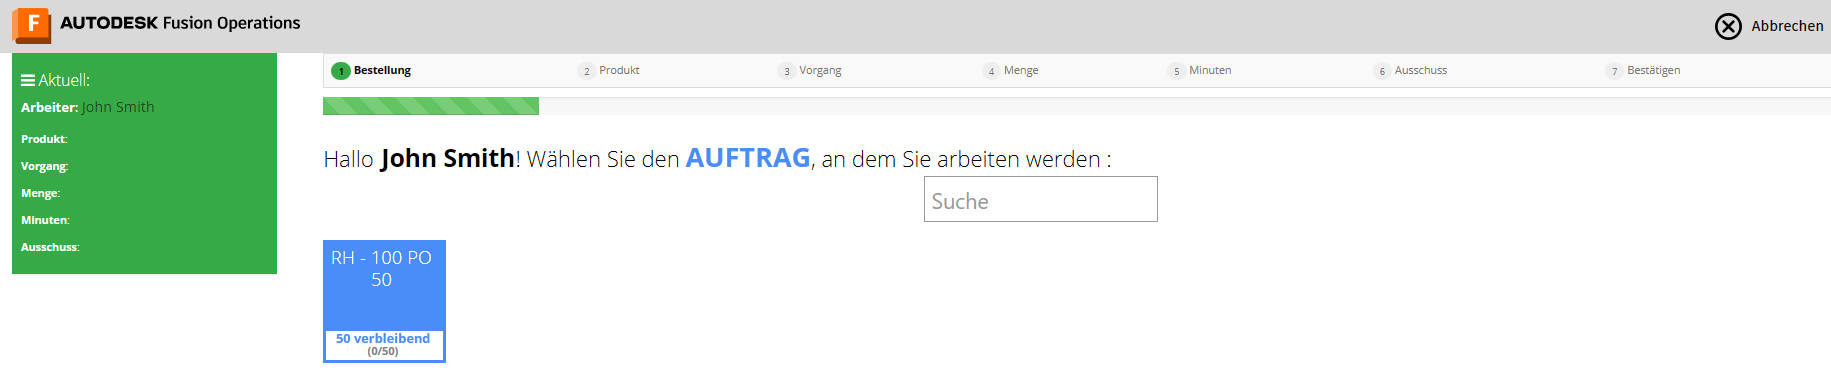 F AUTODESK Fusion Operations
Abbrechen
Aktuell:
Arbeiter: John Smith
Produkt:
Vorgang:
Menge:
Minuten:
Ausschuss:
1 Bestellung 2 Produkt 3 Vorgang 4 Menge 5 Minuten 6 Ausschuss 7 Bestätigen
Hallo John Smith! Wählen Sie den AUFTRAG, an dem Sie arbeiten werden :
Suche
RH - 100 PO
50
50 verbleibend
(0/50)